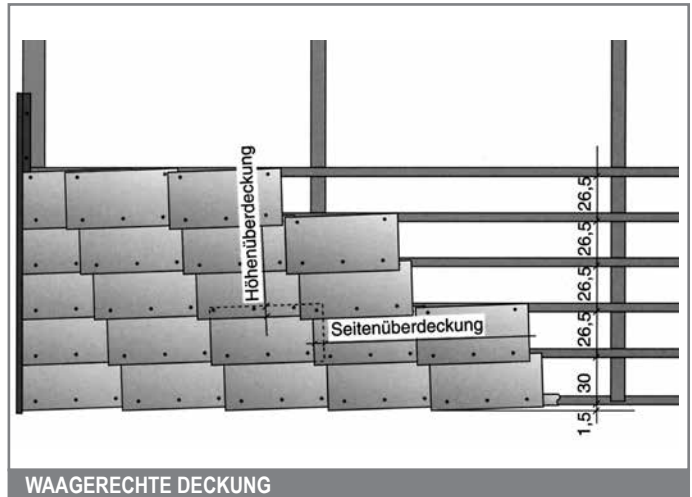 Höhenüberdeckung
Seitenüberdeckung
26,5
26,5
26,5
26,5
30
1,5
WAAGERECHTE DECKUNG